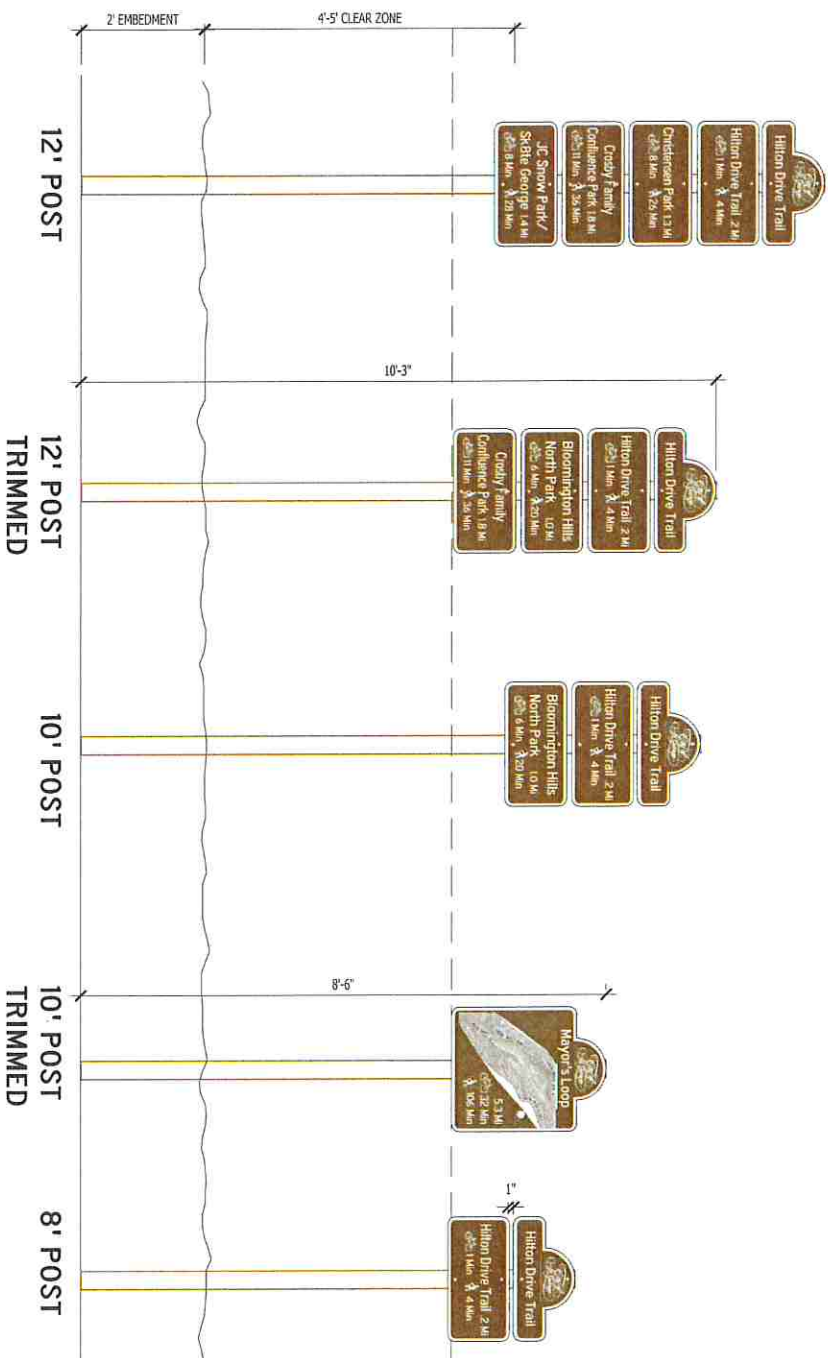 2' EMBEDMENT
4'-5' CLEAR ZONE
Hilton Drive Trail
Hilton Drive Trail .2 Mi
1 Min 4 Min
Christensen Park 1.3 Mi
8 Min 26 Min
Crosby Family
Confluence Park 1.8 Mi
11 Min 36 Min
JC Snow Park/
Sk8te George 1.4 Mi
8 Min 28 Min
12' POST
10'-3"
Hilton Drive Trail
Hilton Drive Trail .2 Mi
1 Min 4 Min
Bloomington Hills
North Park 1.0 Mi
6 Min 20 Min
Crosby Family
Confluence Park 1.8 Mi
11 Min 36 Min
12' POST
TRIMMED
Hilton Drive Trail
Hilton Drive Trail .2 Mi
1 Min 4 Min
Bloomington Hills
North Park 1.0 Mi
6 Min 20 Min
10' POST
8'-6"
Mayor's Loop
5.3 Mi
32 Min
106 Min
10' POST
TRIMMED
1"
Hilton Drive Trail
Hilton Drive Trail .2 Mi
1 Min 4 Min
8' POST